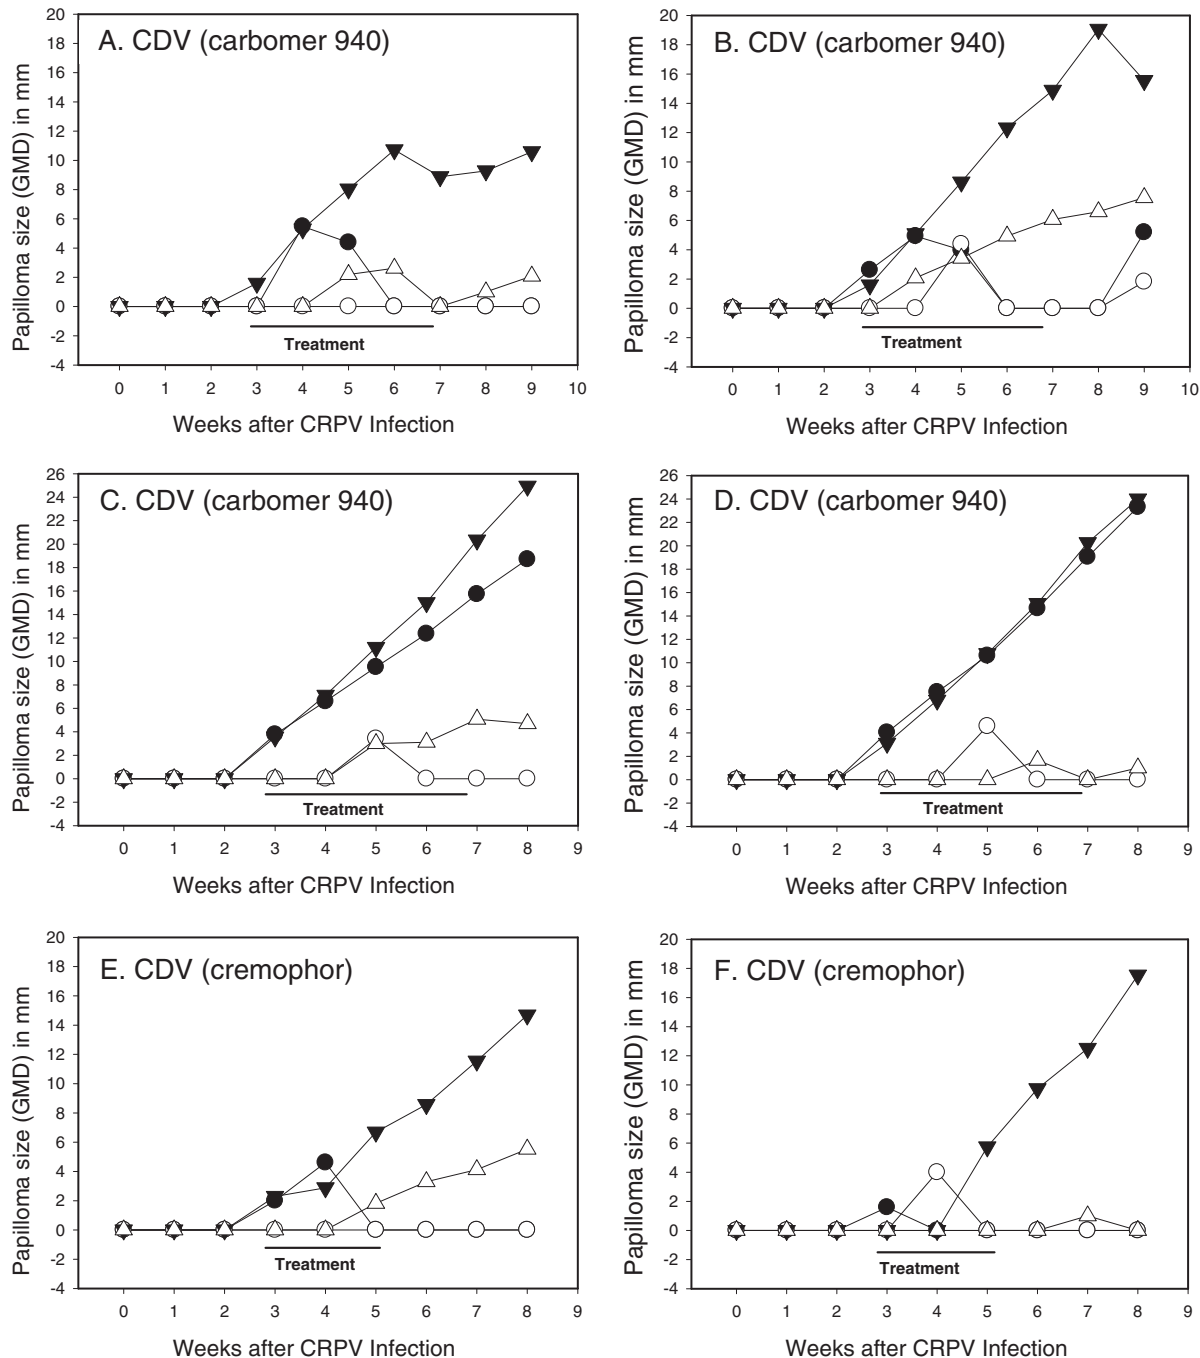 A. CDV (carbomer 940)
Papilloma size (GMD) in mm
20
18
16
14
12
10
8
6
4
2
0
-2
-4
Treatment
0 1 2 3 4 5 6 7 8 9 10
Weeks after CRPV Infection
B. CDV (carbomer 940)
Papilloma size (GMD) in mm
20
18
16
14
12
10
8
6
4
2
0
-2
-4
Treatment
0 1 2 3 4 5 6 7 8 9 10
Weeks after CRPV Infection
C. CDV (carbomer 940)
Papilloma size (GMD) in mm
26
24
22
20
18
16
14
12
10
8
6
4
2
0
-2
-4
Treatment
0 1 2 3 4 5 6 7 8 9
Weeks after CRPV Infection
D. CDV (carbomer 940)
Papilloma size (GMD) in mm
26
24
22
20
18
16
14
12
10
8
6
4
2
0
-2
-4
Treatment
0 1 2 3 4 5 6 7 8 9
Weeks after CRPV Infection
E. CDV (cremophor)
Papilloma size (GMD) in mm
20
18
16
14
12
10
8
6
4
2
0
-2
-4
Treatment
0 1 2 3 4 5 6 7 8 9
Weeks after CRPV Infection
F. CDV (cremophor)
Papilloma size (GMD) in mm
20
18
16
14
12
10
8
6
4
2
0
-2
-4
Treatment
0 1 2 3 4 5 6 7 8 9
Weeks after CRPV Infection